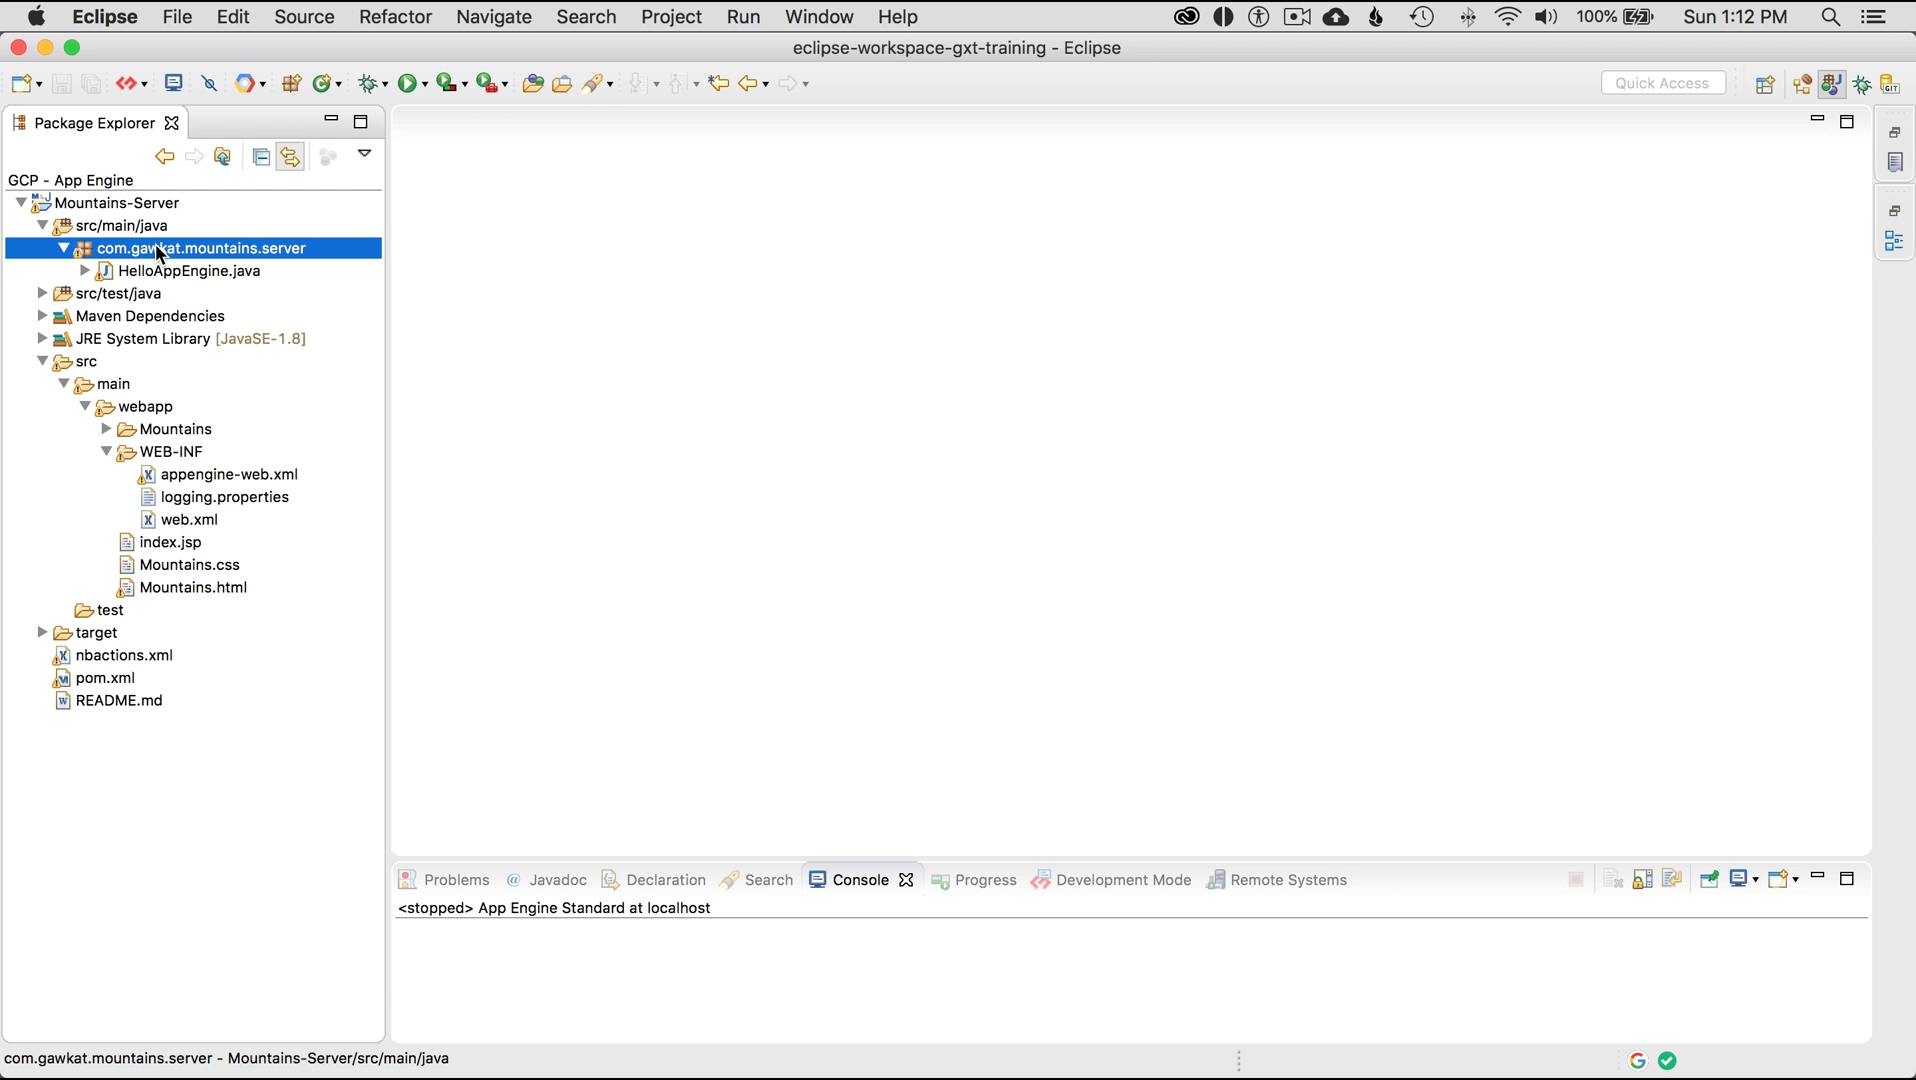 Eclipse File Edit Source Refactor Navigate Search Project Run Window Help 100% Sun 1:12 PM
eclipse-workspace-gxt-training - Eclipse
Quick Access
Package Explorer
GCP - App Engine
Mountains-Server
src/main/java
com.gawkat.mountains.server
HelloAppEngine.java
src/test/java
Maven Dependencies
JRE System Library [JavaSE-1.8]
src
main
webapp
Mountains
WEB-INF
appengine-web.xml
logging.properties
web.xml
index.jsp
Mountains.css
Mountains.html
test
target
nbactions.xml
pom.xml
README.md
Problems @ Javadoc Declaration Search Console Progress Development Mode Remote Systems
<stopped> App Engine Standard at localhost
com.gawkat.mountains.server - Mountains-Server/src/main/java